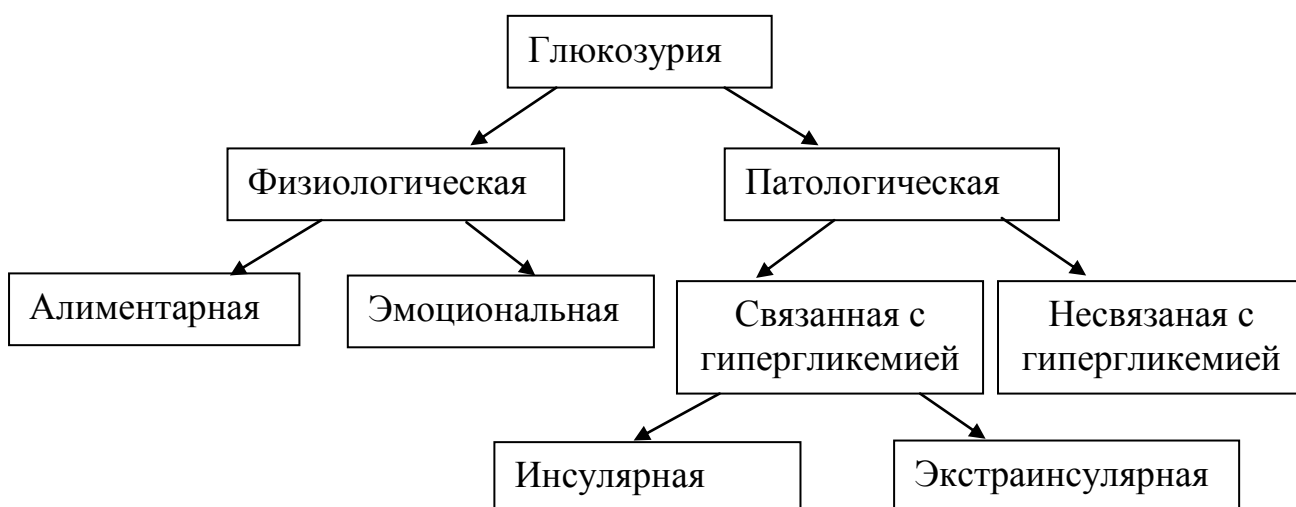 Глюкозурия
Физиологическая
Патологическая
Алиментарная
Эмоциональная
Связанная с
гипергликемией
Несвязаная с
гипергликемией
Инсулярная
Экстраинсулярная